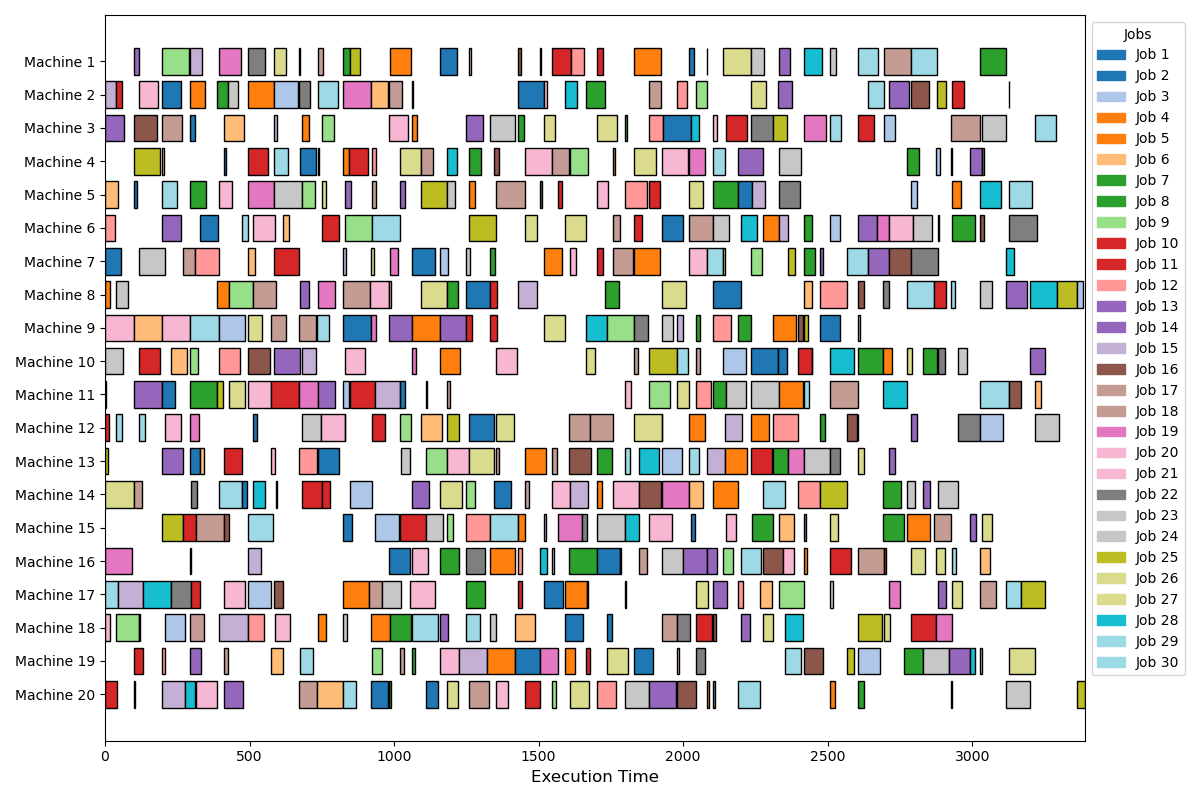 Machine 1
Machine 2
Machine 3
Machine 4
Machine 5
Machine 6
Machine 7
Machine 8
Machine 9
Machine 10
Machine 11
Machine 12
Machine 13
Machine 14
Machine 15
Machine 16
Machine 17
Machine 18
Machine 19
Machine 20
0 500 1000 1500 2000 2500 3000
Execution Time
Jobs
Job 1
Job 2
Job 3
Job 4
Job 5
Job 6
Job 7
Job 8
Job 9
Job 10
Job 11
Job 12
Job 13
Job 14
Job 15
Job 16
Job 17
Job 18
Job 19
Job 20
Job 21
Job 22
Job 23
Job 24
Job 25
Job 26
Job 27
Job 28
Job 29
Job 30